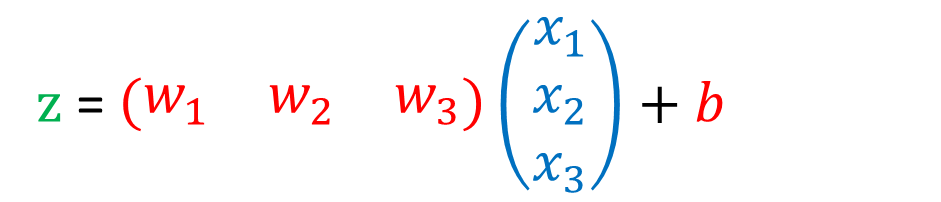 z = (w₁ w₂ w₃) (x₁ x₂ x₃) + b